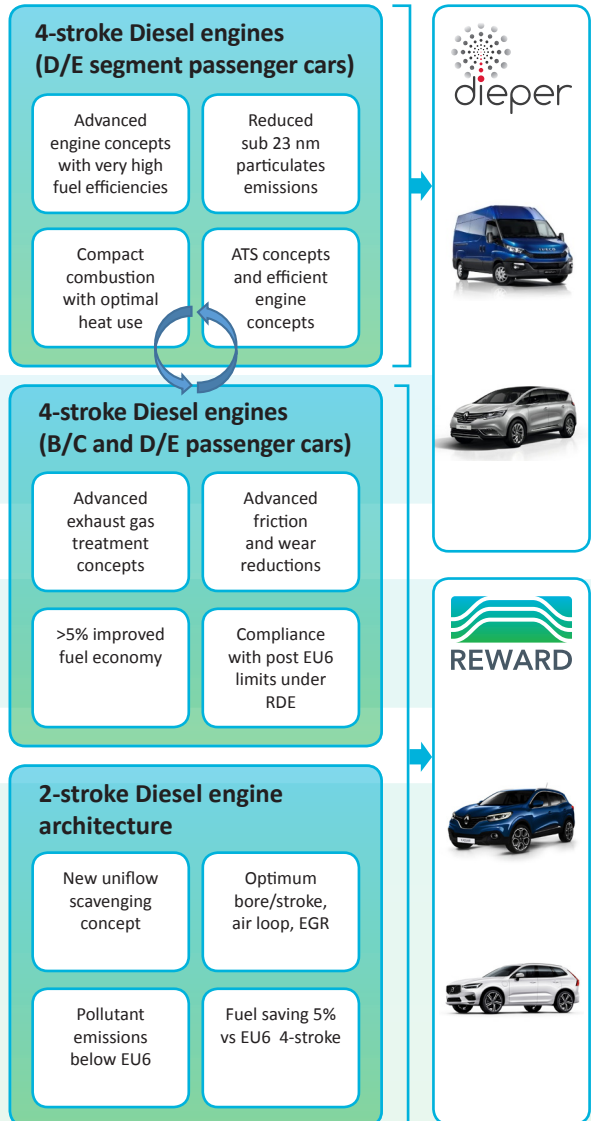 4-stroke Diesel engines
(D/E segment passenger cars)
Advanced
engine concepts
with very high
fuel efficiencies
Reduced
sub 23 nm
particulates
emissions
Compact
combustion
with optimal
heat use
ATS concepts
and efficient
engine
concepts
dieper
4-stroke Diesel engines
(B/C and D/E passenger cars)
Advanced
exhaust gas
treatment
concepts
Advanced
friction
and wear
reductions
>5% improved
fuel economy
Compliance
with post EU6
limits under
RDE
REWARD
2-stroke Diesel engine
architecture
New uniflow
scavenging
concept
Optimum
bore/stroke,
air loop, EGR
Pollutant
emissions
below EU6
Fuel saving 5%
vs EU6 4-stroke